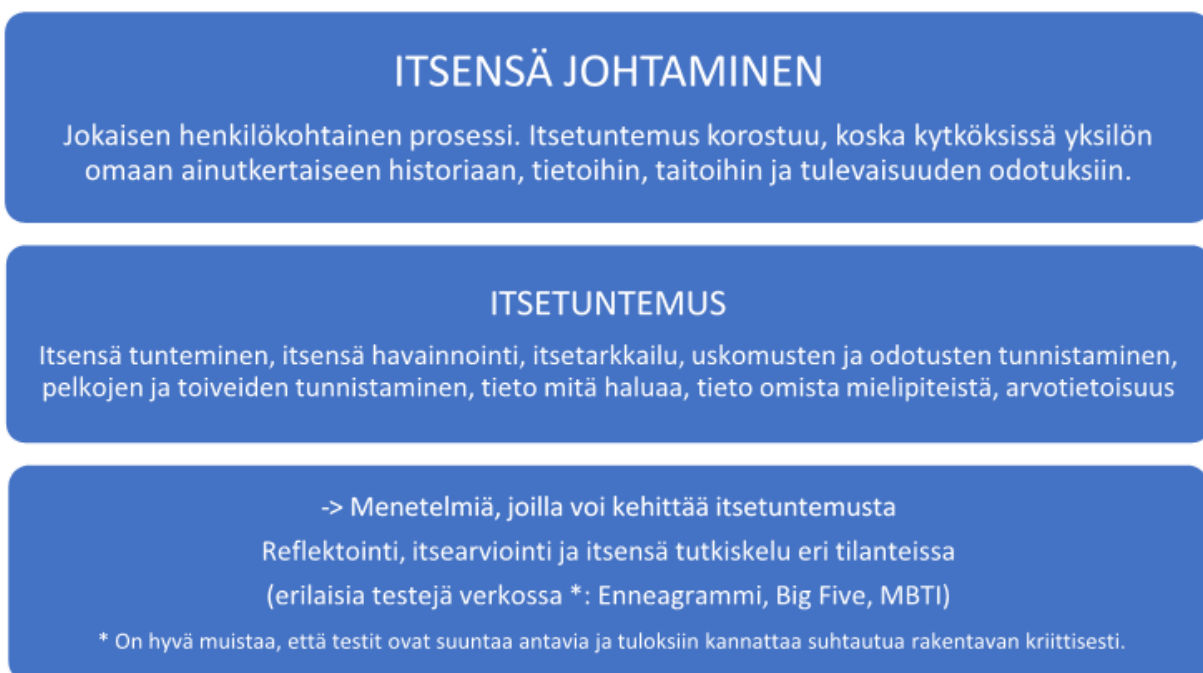 ITSENSÄ JOHTAMINEN
Jokaisen henkilökohtainen prosessi. Itsetuntemus korostuu, koska kytköksissä yksilön
omaan ainutkertaiseen historiaan, tietoihin, taitoihin ja tulevaisuuden odotuksiin.
ITSETUNTEMUS
Itsensä tunteminen, itsensä havainnointi, itsetarkkailu, uskomusten ja odotusten tunnistaminen,
pelkojen ja toiveiden tunnistaminen, tieto mitä haluaa, tieto omista mielipiteistä, arvotietoisuus
-> Menetelmiä, joilla voi kehittää itsetuntemusta
Reflektointi, itsearviointi ja itsensä tutkiskelu eri tilanteissa
(erilaisia testejä verkossa *: Enneagrammi, Big Five, MBTI)
* On hyvä muistaa, että testit ovat suuntaa antavia ja tuloksiin kannattaa suhtautua rakentavan kriittisesti.